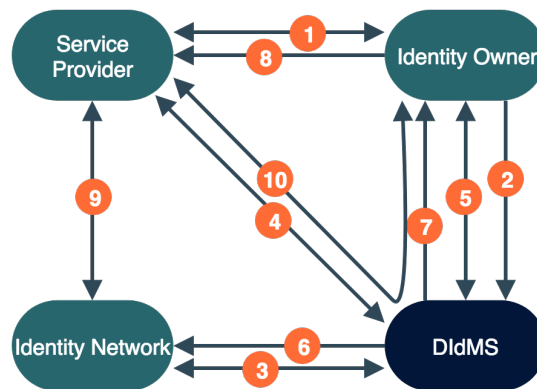 Service
Provider
1
8
Identity Owner
10
4
9
7
5
2
Identity Network
6
3
DIdMS